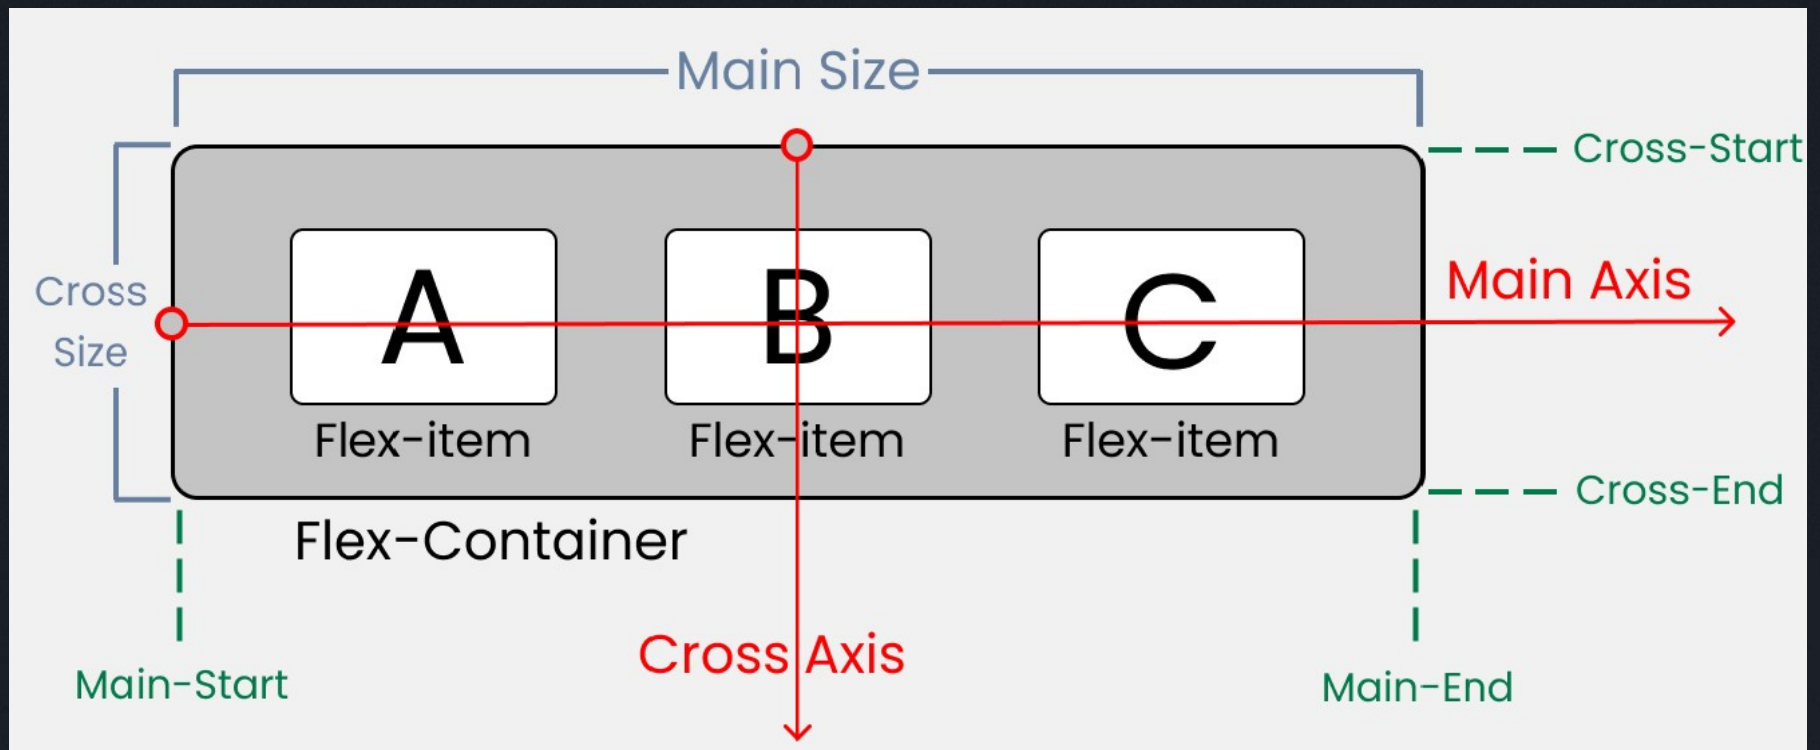 Main Size
Cross-Start
Cross
Size
A
B
C
Main Axis
Flex-item
Flex-item
Flex-item
Cross-End
Flex-Container
Cross Axis
Main-Start
Main-End